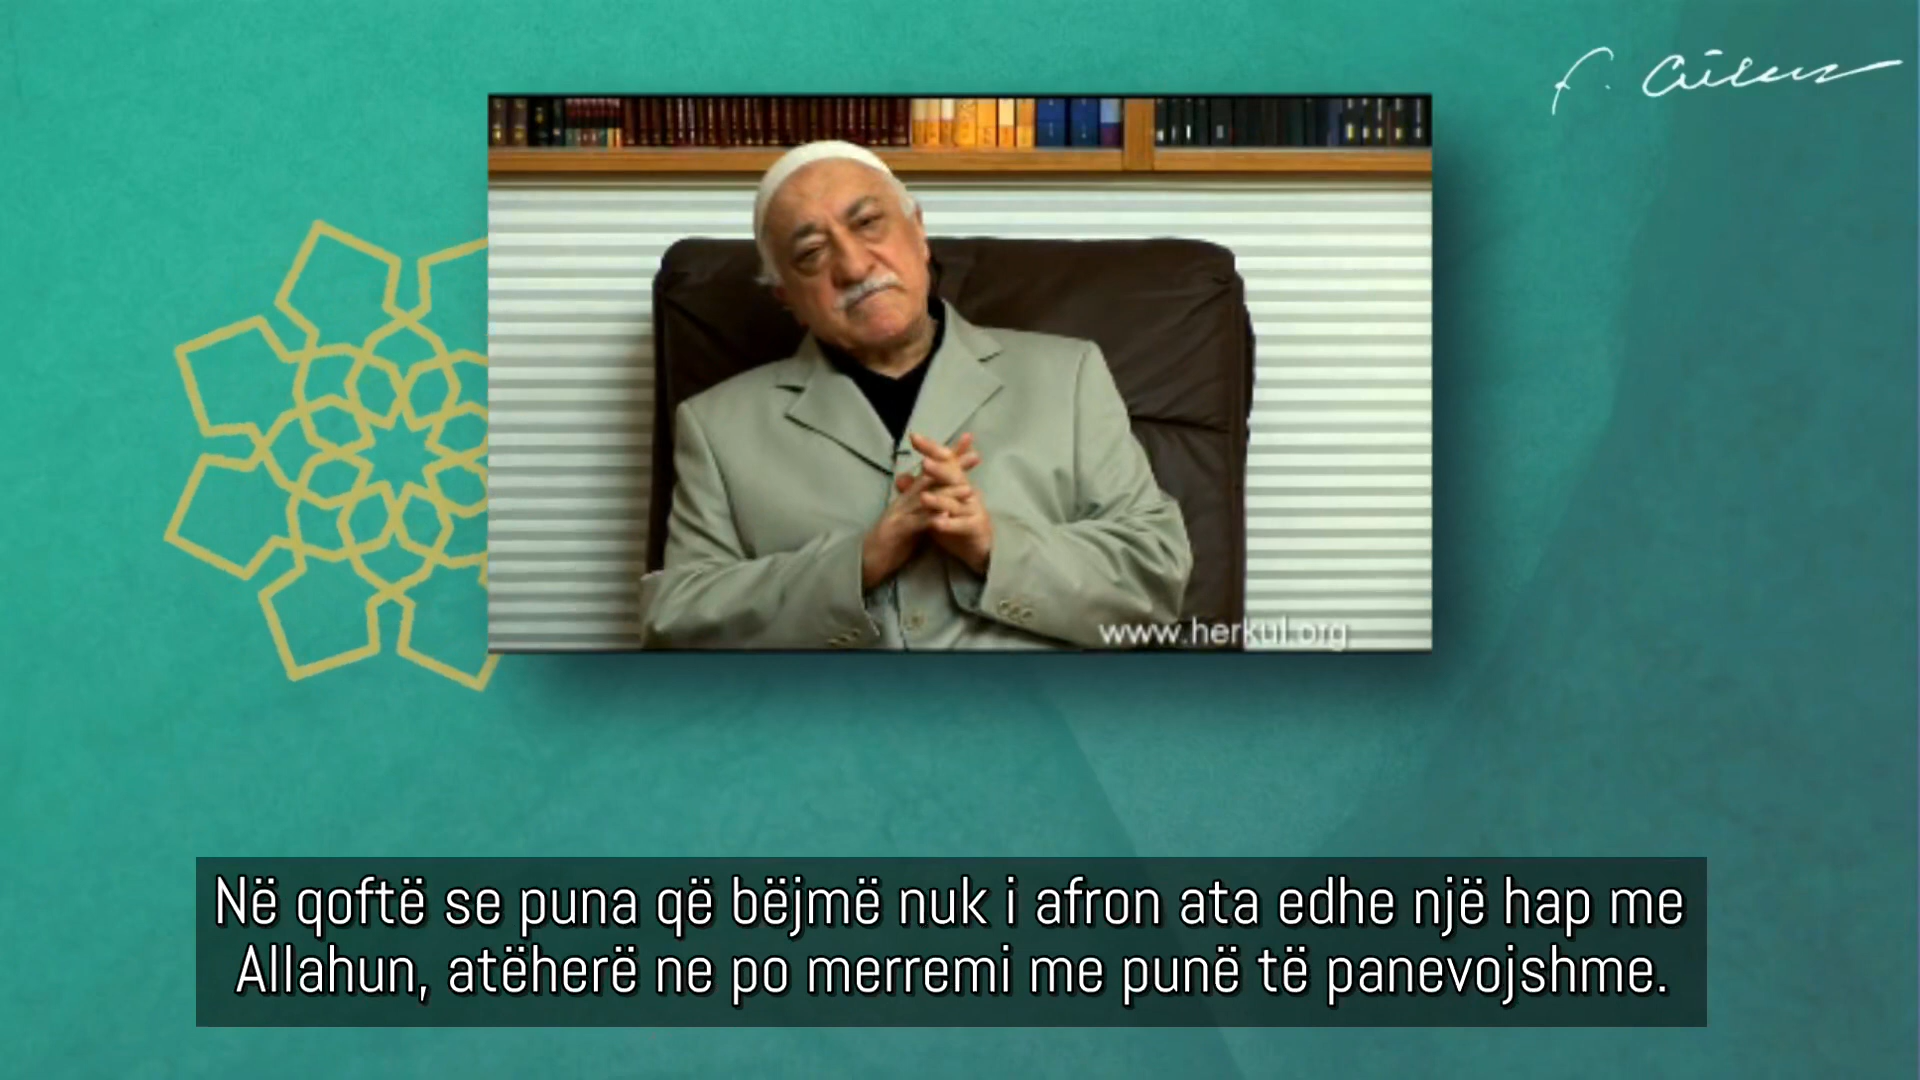 F. Gülen
www.herkul.org
Në qoftë se puna që bëjmë nuk i afron ata edhe një hap me
Allahun, atëherë ne po merremi me punë të panevojshme.